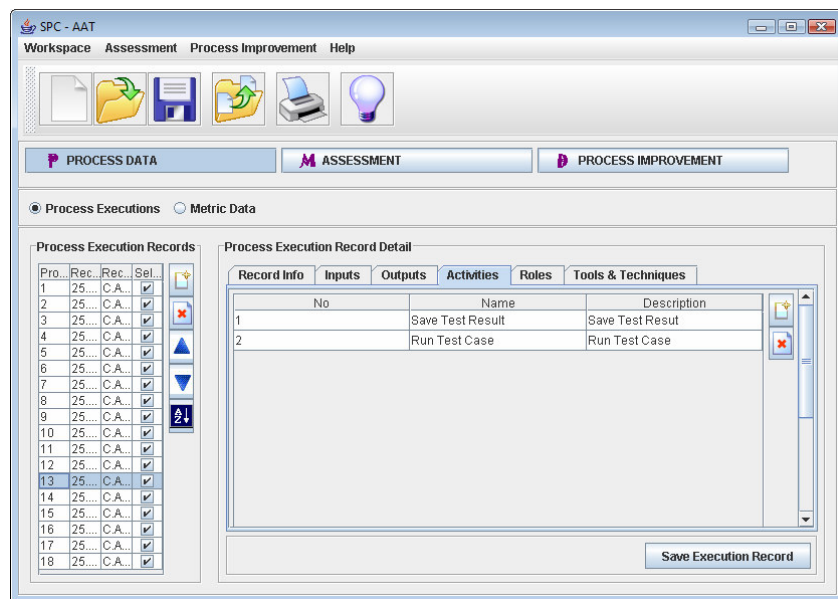 SPC - AAT
Workspace Assessment Process Improvement Help
P PROCESS DATA M ASSESSMENT PROCESS IMPROVEMENT
Process Executions Metric Data
Process Execution Records
Pro... Rec... Rec... Sel...
1 25.... C.A...
2 25.... C.A...
3 25.... C.A...
4 25.... C.A...
5 25.... C.A...
6 25.... C.A...
7 25.... C.A...
8 25.... C.A...
9 25.... C.A...
10 25.... C.A...
11 25.... C.A...
12 25.... C.A...
13 25.... C.A...
14 25.... C.A...
15 25.... C.A...
16 25.... C.A...
17 25.... C.A...
18 25.... C.A...
A
Z
Process Execution Record Detail
Record Info Inputs Outputs Activities Roles Tools & Techniques
No Name Description
1 Save Test Result Save Test Resut
2 Run Test Case Run Test Case
Save Execution Record